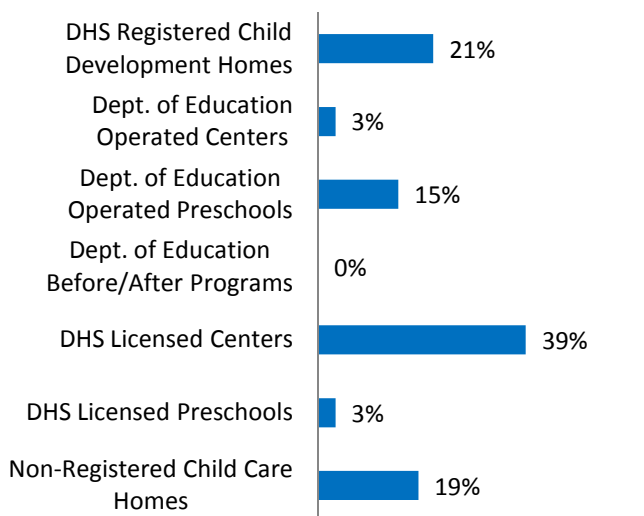 DHS Registered Child
Development Homes
21%
Dept. of Education
Operated Centers
3%
Dept. of Education
Operated Preschools
15%
Dept. of Education
Before/After Programs
0%
DHS Licensed Centers
39%
DHS Licensed Preschools
3%
Non-Registered Child Care
Homes
19%